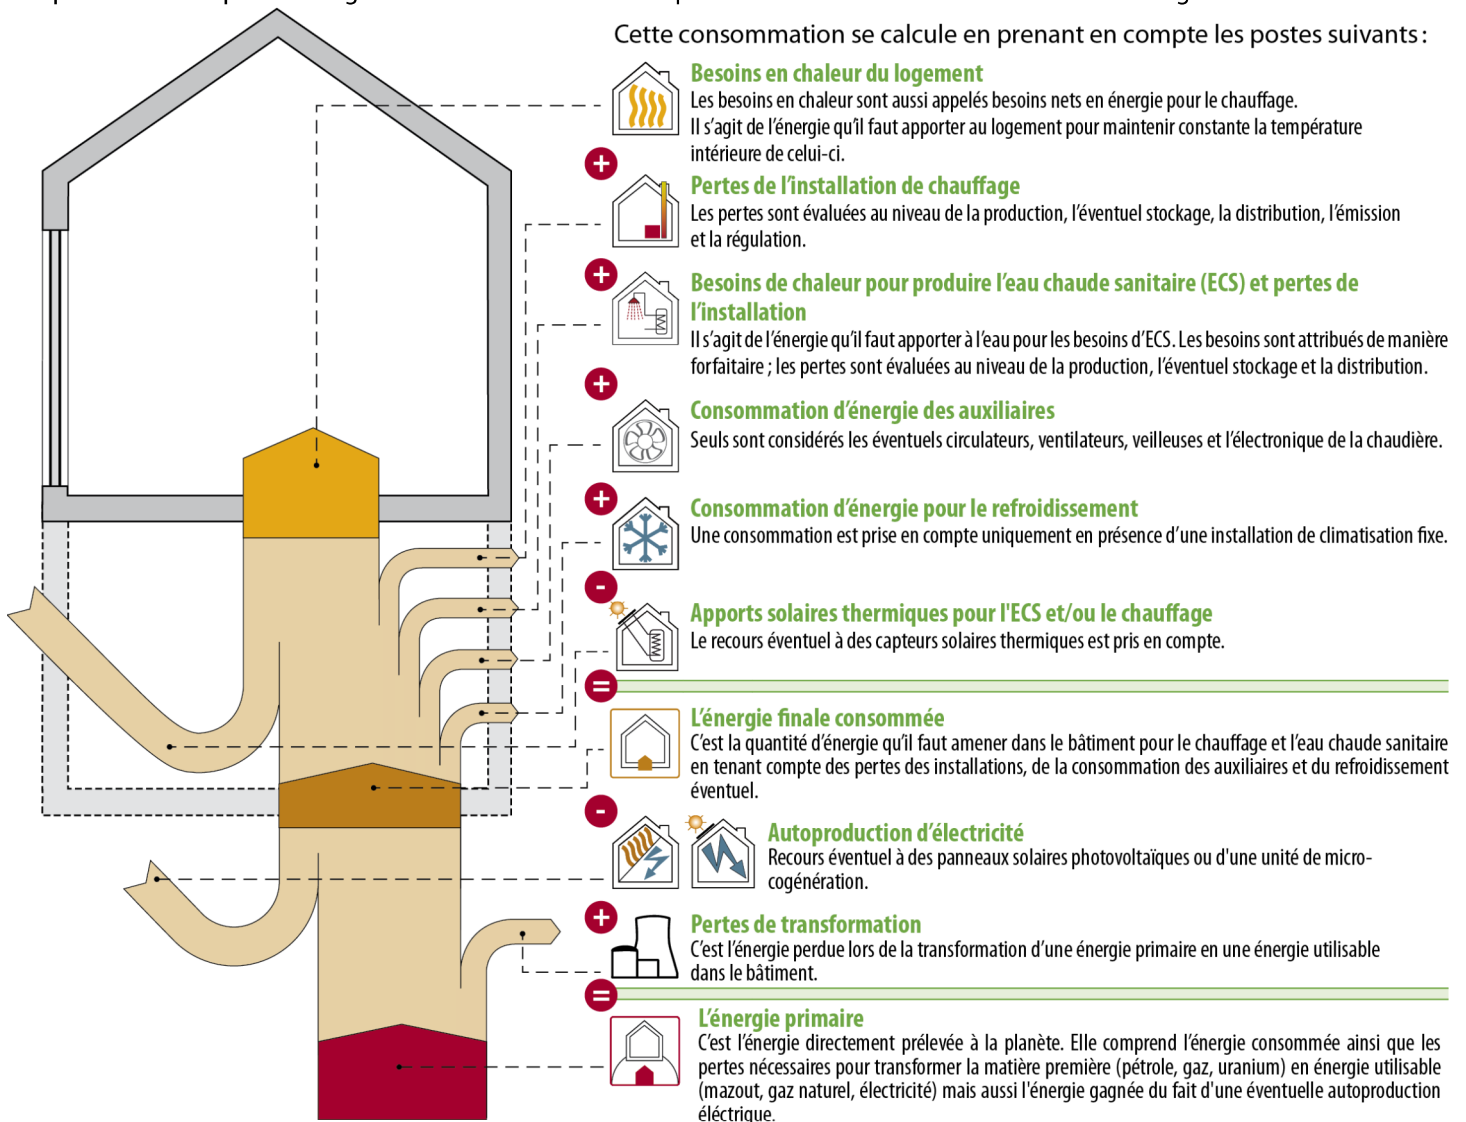 Cette consommation se calcule en prenant en compte les postes suivants :
Besoins en chaleur du logement
Les besoins en chaleur sont aussi appelés besoins nets en énergie pour le chauffage.
Il s'agit de l'énergie qu'il faut apporter au logement pour maintenir constante la température
intérieure de celui-ci.
+
Pertes de l'installation de chauffage
Les pertes sont évaluées au niveau de la production, l'éventuel stockage, la distribution, l'émission
et la régulation.
+
Besoins de chaleur pour produire l'eau chaude sanitaire (ECS) et pertes de
l'installation
Il s'agit de l'énergie qu'il faut apporter à l'eau pour les besoins d'ECS. Les besoins sont attribués de manière
forfaitaire ; les pertes sont évaluées au niveau de la production, l'éventuel stockage et la distribution.
+
Consommation d'énergie des auxiliaires
Seuls sont considérés les éventuels circulateurs, ventilateurs, veilleuses et l'électronique de la chaudière.
+
Consommation d'énergie pour le refroidissement
Une consommation est prise en compte uniquement en présence d'une installation de climatisation fixe.
-
Apports solaires thermiques pour l'ECS et/ou le chauffage
Le recours éventuel à des capteurs solaires thermiques est pris en compte.
=
L'énergie finale consommée
C'est la quantité d'énergie qu'il faut amener dans le bâtiment pour le chauffage et l'eau chaude sanitaire
en tenant compte des pertes des installations, de la consommation des auxiliaires et du refroidissement
éventuel.
-
Autoproduction d'électricité
Recours éventuel à des panneaux solaires photovoltaïques ou d'une unité de micro-
cogénération.
+
Pertes de transformation
C'est l'énergie perdue lors de la transformation d'une énergie primaire en une énergie utilisable
dans le bâtiment.
=
L'énergie primaire
C'est l'énergie directement prélevée à la planète. Elle comprend l'énergie consommée ainsi que les
pertes nécessaires pour transformer la matière première (pétrole, gaz, uranium) en énergie utilisable
(mazout, gaz naturel, électricité) mais aussi l'énergie gagnée du fait d'une éventuelle autoproduction
éléctrique.